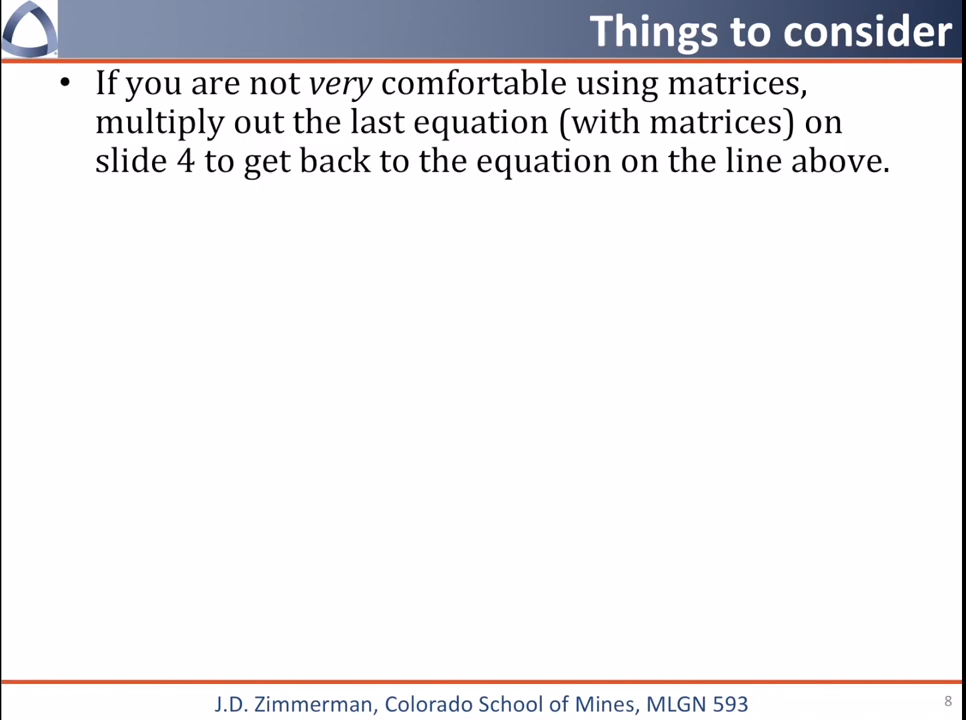 Things to consider
• If you are not very comfortable using matrices,
multiply out the last equation (with matrices) on
slide 4 to get back to the equation on the line above.
J.D. Zimmerman, Colorado School of Mines, MLGN 593
8